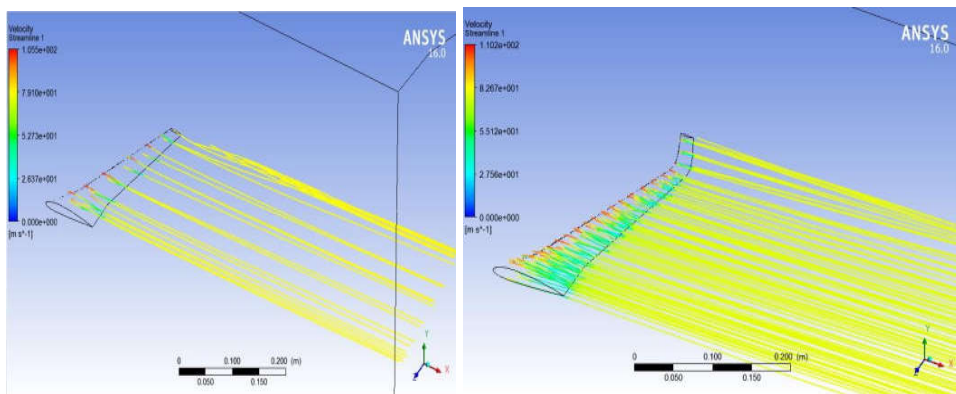 Velocity
Streamline 1
1.055e+002
7.910e+001
5.273e+001
2.637e+001
0.000e+000
[m s^-1]
ANSYS
16.0
0 0.100 0.200 (m)
0.050 0.150
Y
X
Z
Velocity
Streamline 1
1.102e+002
8.267e+001
5.512e+001
2.756e+001
0.000e+000
[m s^-1]
ANSYS
16.0
0 0.100 0.200 (m)
0.050 0.150
Y
X
Z